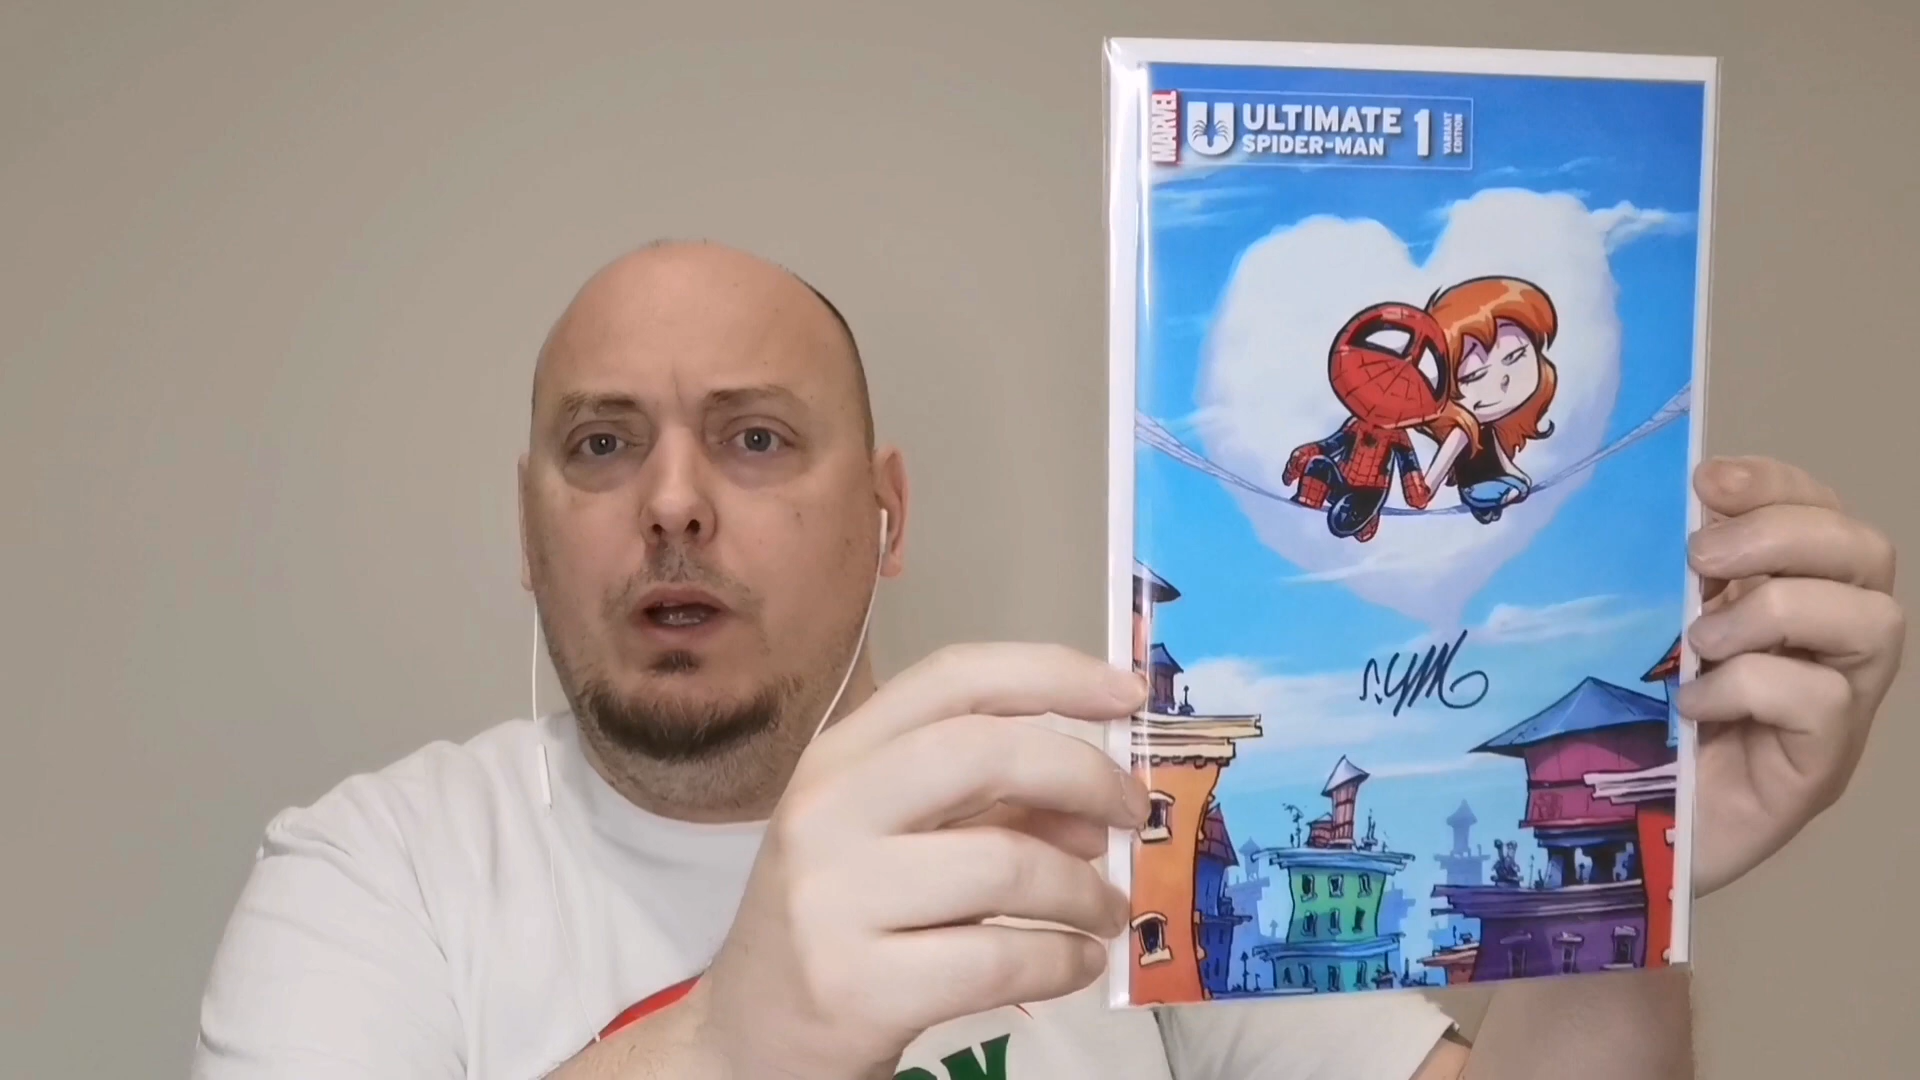 MARVEL
ULTIMATE
SPIDER-MAN
1
VARIANT
EDITION